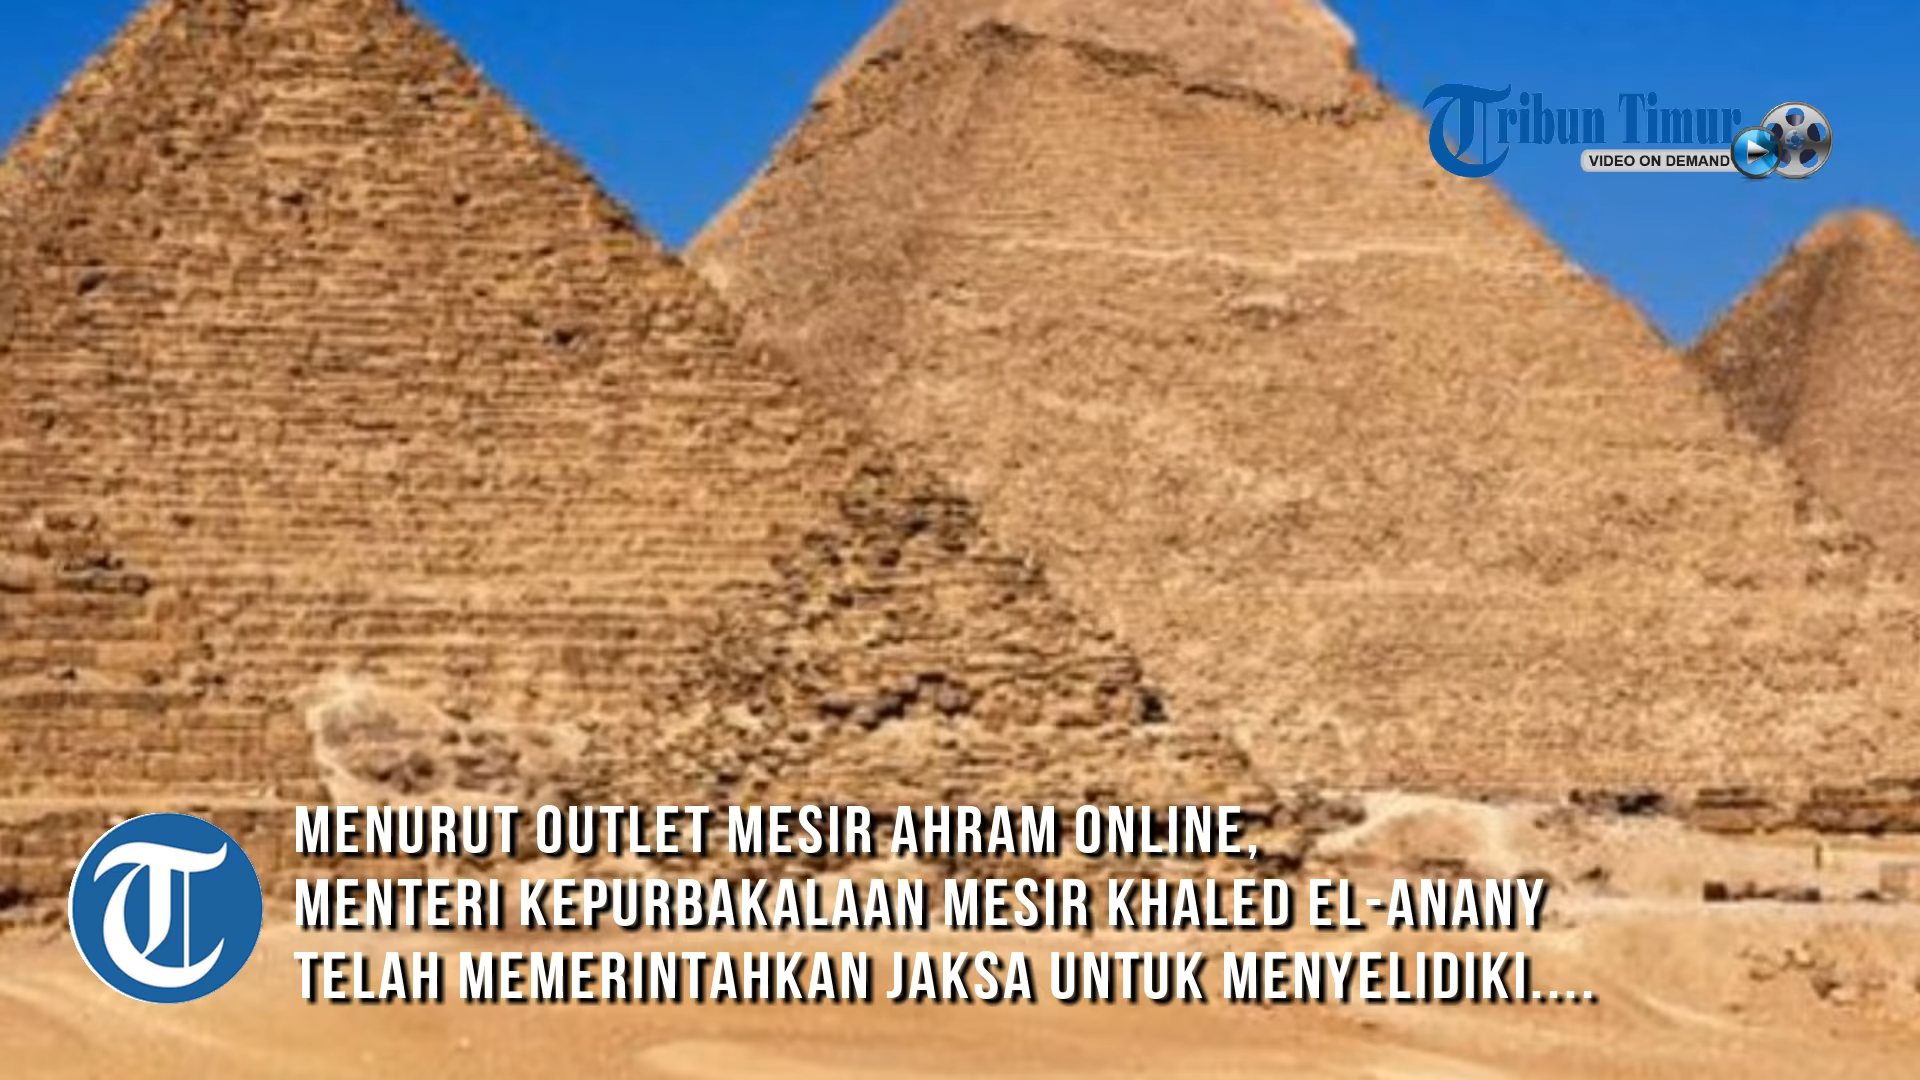 Tribun Timur
VIDEO ON DEMAND
MENURUT OUTLET MESIR AHRAM ONLINE,
MENTERI KEPURBAKALAAN MESIR KHALED EL-ANANY
TELAH MEMERINTAHKAN JAKSA UNTUK MENYELIDIKI....
T